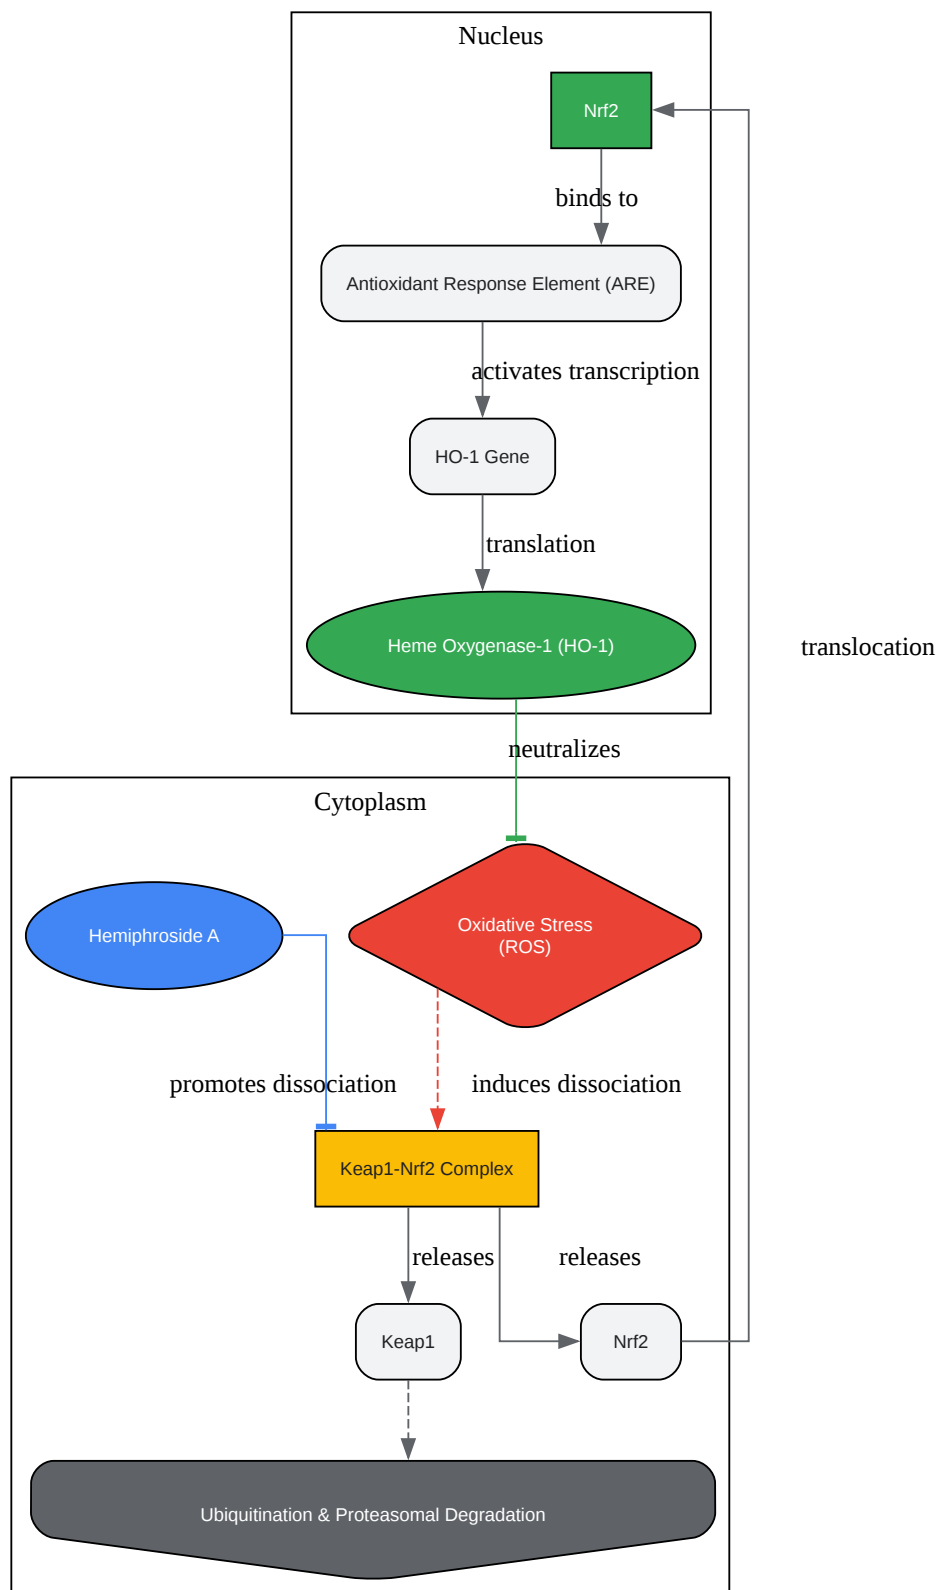 Nucleus
Nrf2
binds to
Antioxidant Response Element (ARE)
activates transcription
HO-1 Gene
translation
Heme Oxygenase-1 (HO-1)
translocation
neutralizes
Cytoplasm
Hemiphroside A
Oxidative Stress
(ROS)
promotes dissociation
induces dissociation
Keap1-Nrf2 Complex
releases
releases
Keap1
Nrf2
Ubiquitination & Proteasomal Degradation